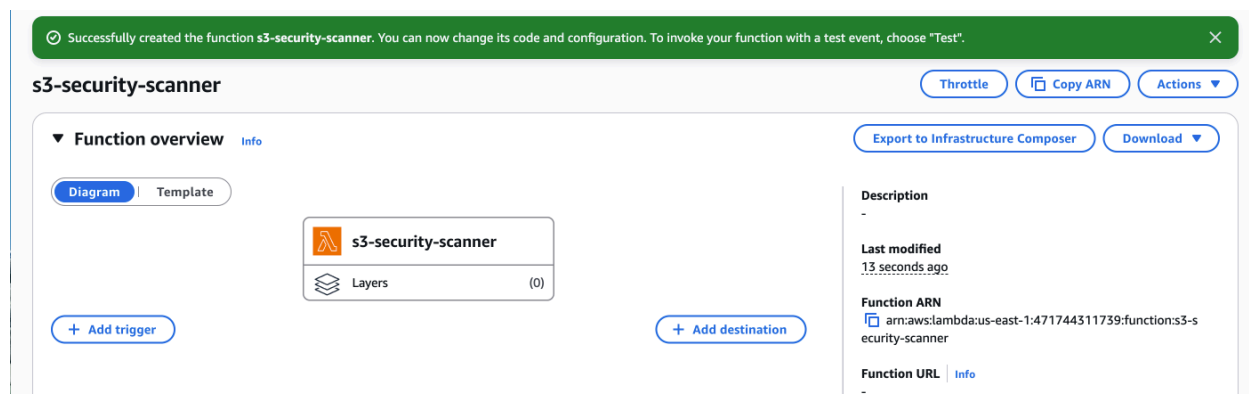 Successfully created the function s3-security-scanner. You can now change its code and configuration. To invoke your function with a test event, choose "Test".
s3-security-scanner
Throttle
Copy ARN
Actions
Function overview
Info
Export to Infrastructure Composer
Download
Diagram
Template
s3-security-scanner
Layers
(0)
+ Add trigger
+ Add destination
Description
-
Last modified
13 seconds ago
Function ARN
arn:aws:lambda:us-east-1:471744311739:function:s3-s
ecurity-scanner
Function URL
Info
-